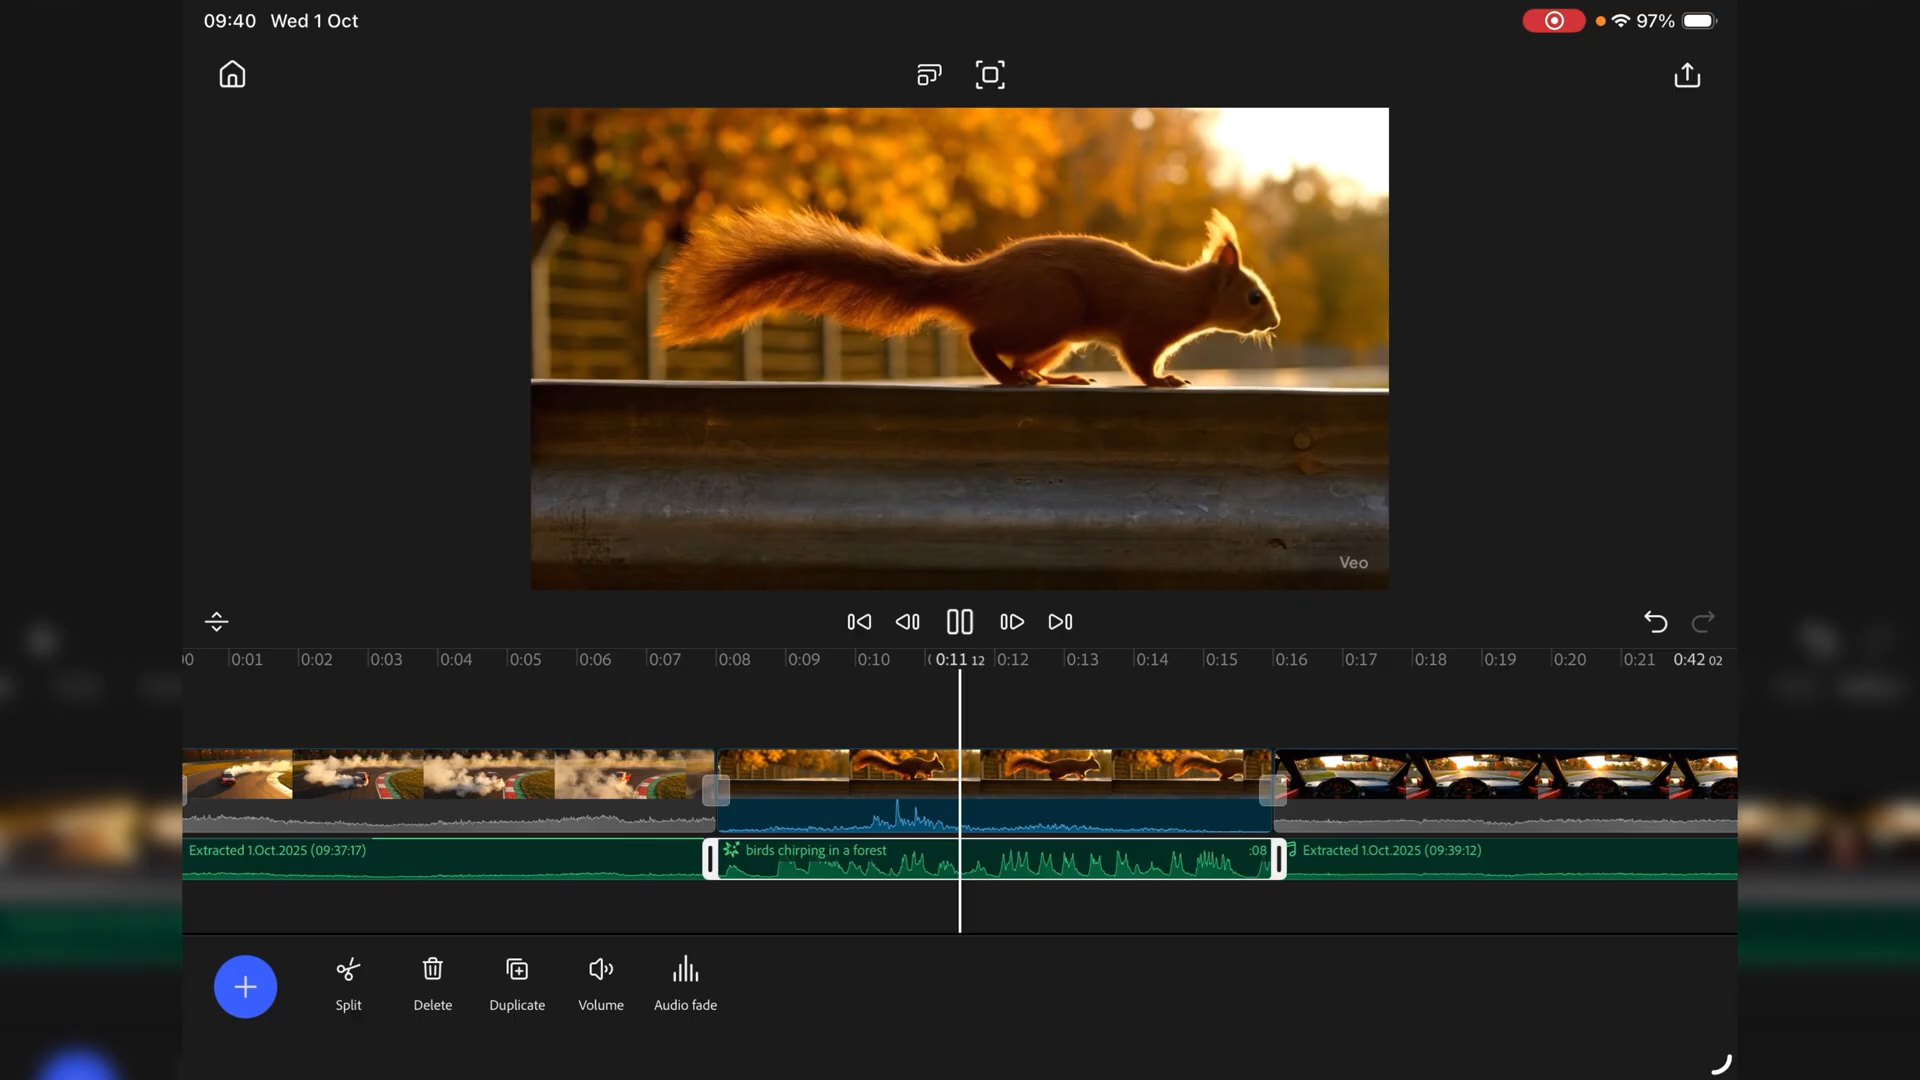 09:40 Wed 1 Oct
97%
Veo
0:01 0:02 0:03 0:04 0:05 0:06 0:07 0:08 0:09 0:10 0:11 12 0:12 0:13 0:14 0:15 0:16 0:17 0:18 0:19 0:20 0:21 0:42 02
Extracted 1.Oct.2025 (09:37:17) birds chirping in a forest :08 Extracted 1.Oct.2025 (09:39:12)
Split Delete Duplicate Volume Audio fade